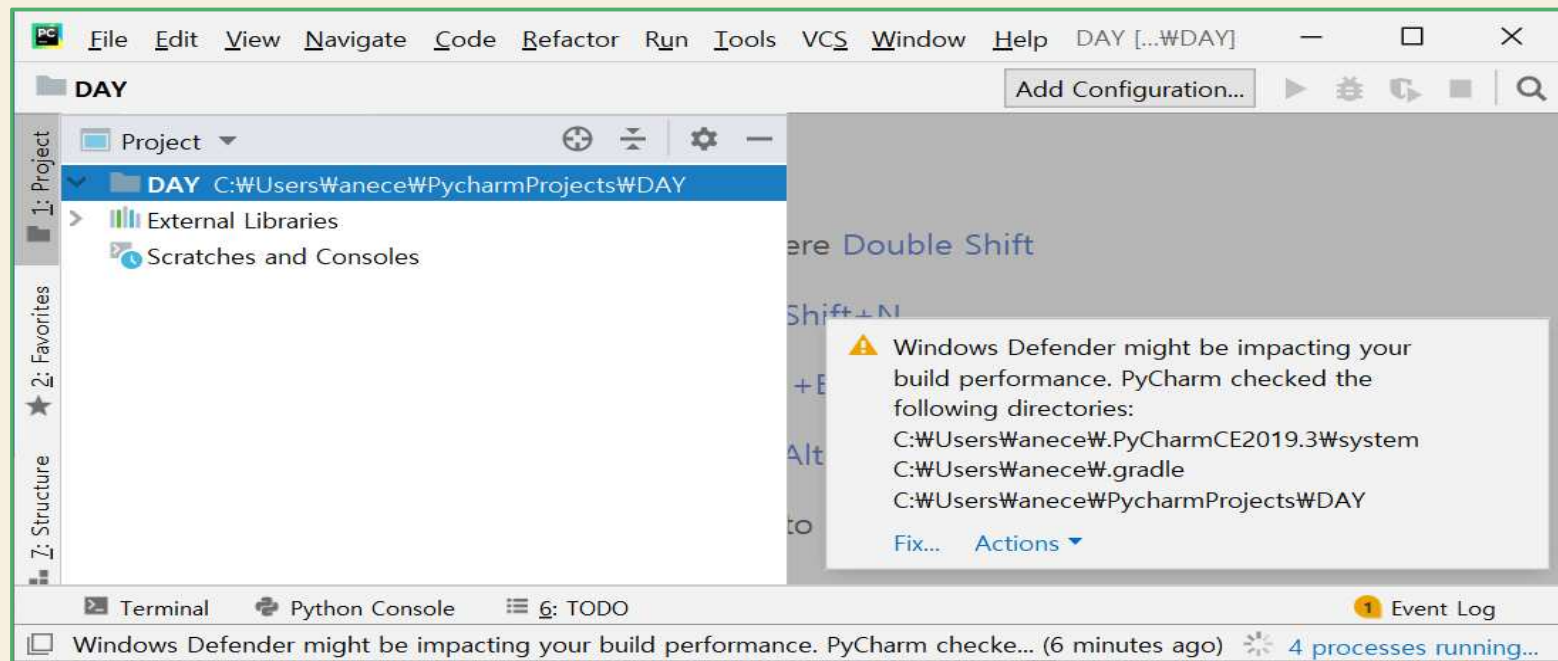 PC File Edit View Navigate Code Refactor Run Tools VCS Window Help DAY [...₩DAY]
DAY Add Configuration...
1: Project
2: Favorites
7: Structure
Project
DAY C:₩Users₩anece₩PycharmProjects₩DAY
External Libraries
Scratches and Consoles
Double Shift
Shift+N
Alt
to
Windows Defender might be impacting your
build performance. PyCharm checked the
following directories:
C:₩Users₩anece₩.PyCharmCE2019.3₩system
C:₩Users₩anece₩.gradle
C:₩Users₩anece₩PycharmProjects₩DAY
Fix... Actions
Terminal Python Console 6: TODO 1 Event Log
Windows Defender might be impacting your build performance. PyCharm checke... (6 minutes ago) 4 processes running...